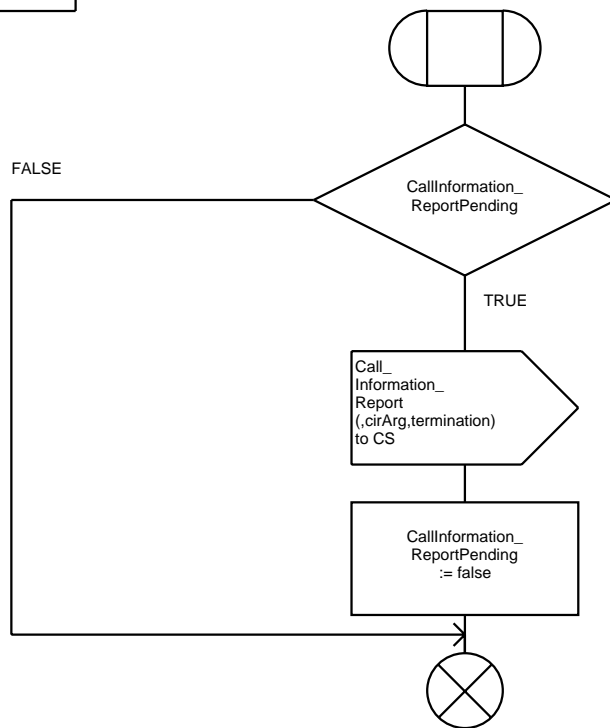 FALSE
CallInformation_
ReportPending
TRUE
Call_
Information_
Report
(,cirArg,termination)
to CS
CallInformation_
ReportPending
:= false